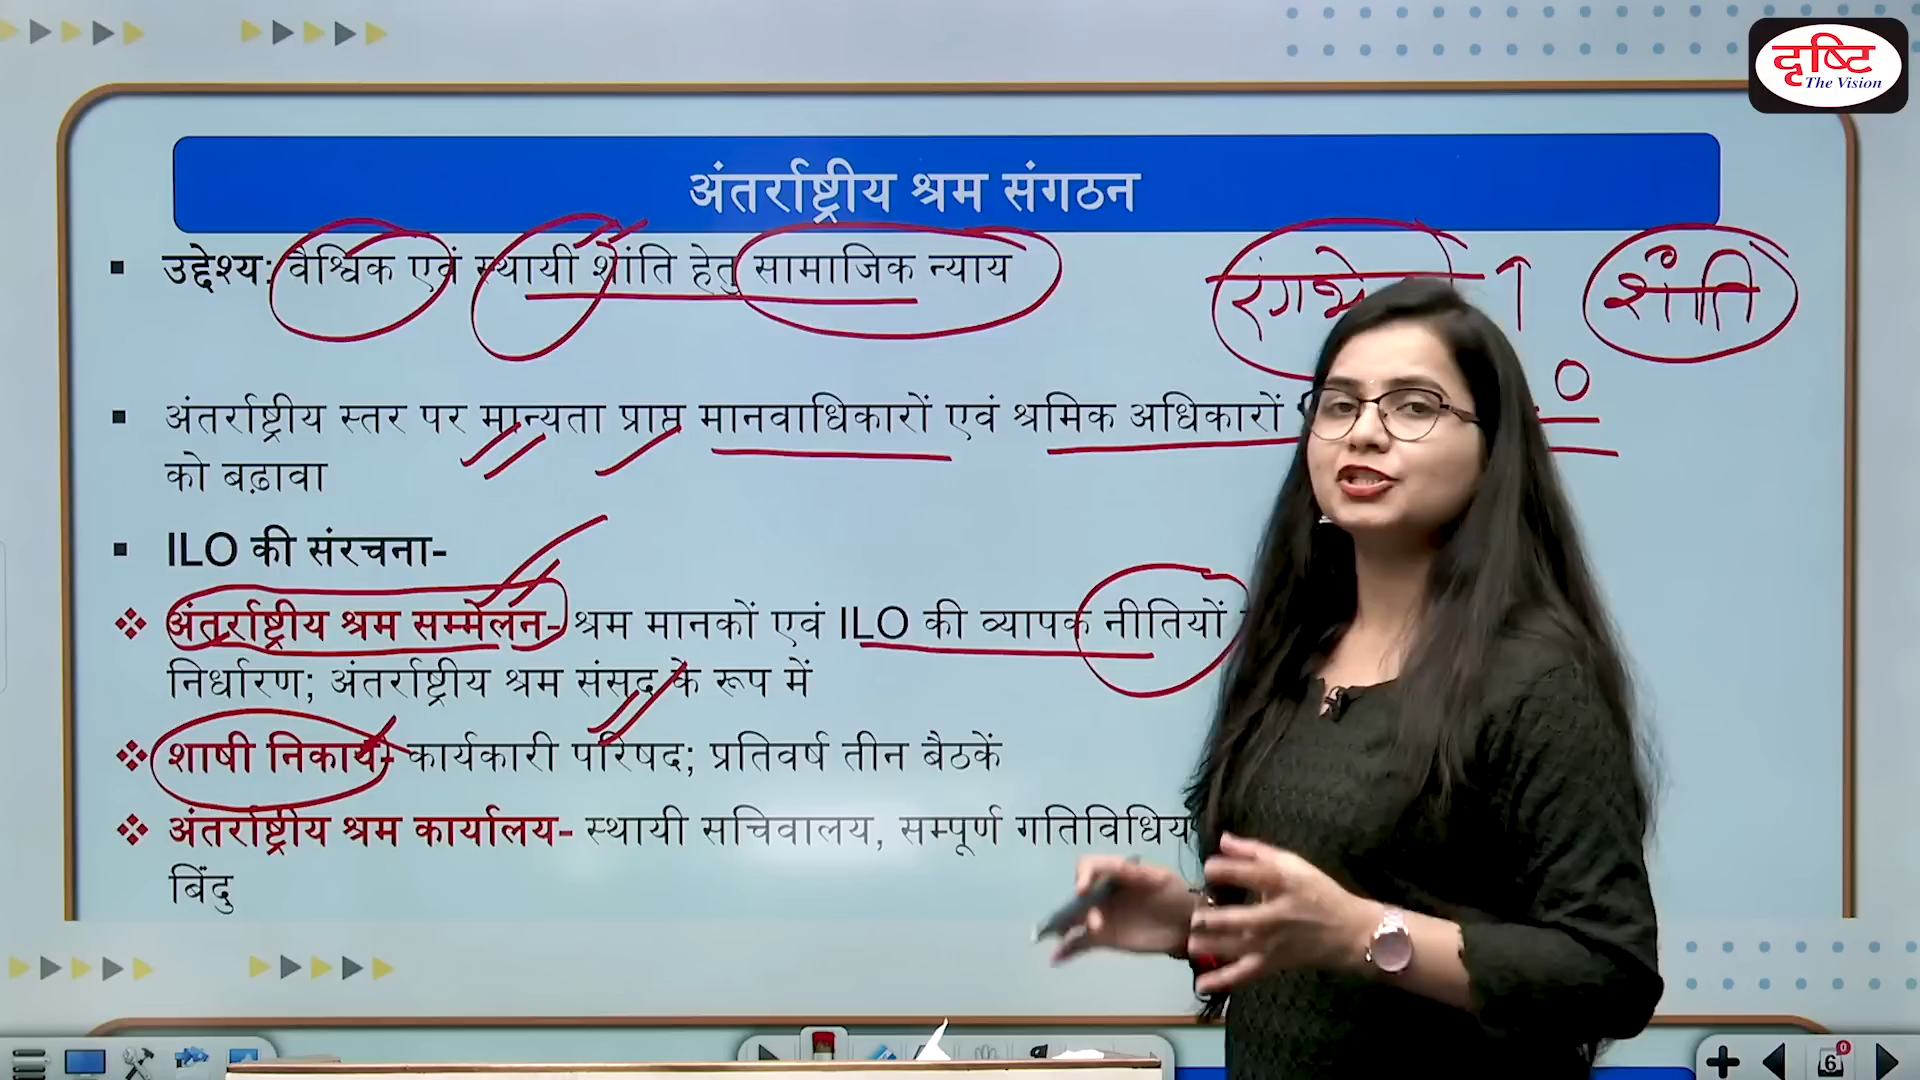 दृष्टि
The Vision
अंतर्राष्ट्रीय श्रम संगठन
उद्देश्य: वैश्विक एवं स्थायी शांति हेतु सामाजिक न्याय
शांति
अंतर्राष्ट्रीय स्तर पर मान्यता प्राप्त मानवाधिकारों एवं श्रमिक अधिकारों
को बढ़ावा
ILO की संरचना-
अंतर्राष्ट्रीय श्रम सम्मेलन- श्रम मानकों एवं ILO की व्यापक नीतियों
निर्धारण; अंतर्राष्ट्रीय श्रम संसद के रूप में
शाषी निकाय- कार्यकारी परिषद; प्रतिवर्ष तीन बैठकें
अंतर्राष्ट्रीय श्रम कार्यालय- स्थायी सचिवालय, सम्पूर्ण
बिंदु